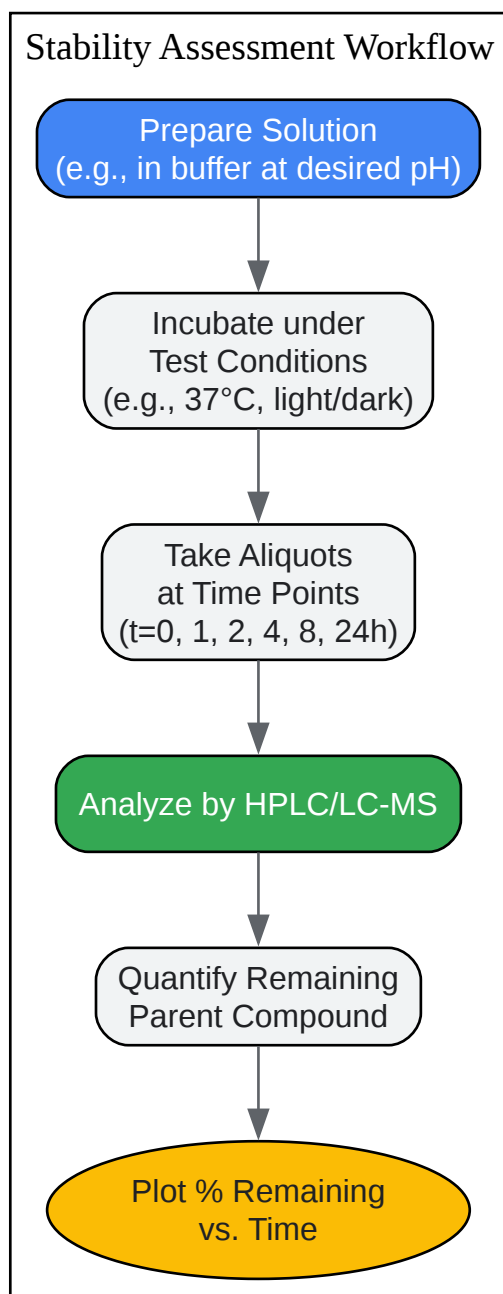 Stability Assessment Workflow
Prepare Solution
(e.g., in buffer at desired pH)
Incubate under
Test Conditions
(e.g., 37°C, light/dark)
Take Aliquots
at Time Points
(t=0, 1, 2, 4, 8, 24h)
Analyze by HPLC/LC-MS
Quantify Remaining
Parent Compound
Plot % Remaining
vs. Time